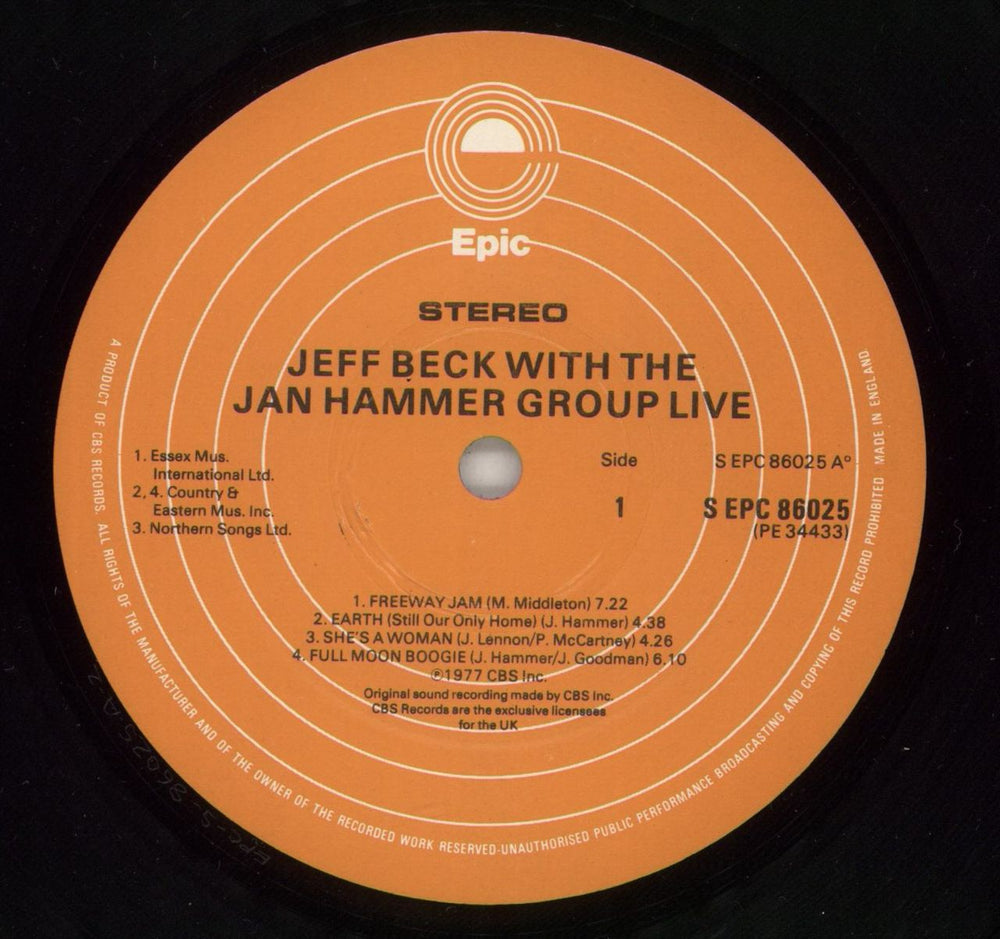 Epic
STEREO
JEFF BECK WITH THE
JAN HAMMER GROUP LIVE
1. Essex Mus.
International Ltd.
2, 4. Country &
Eastern Mus. Inc.
3. Northern Songs Ltd.
Side
1
S EPC 86025 Aº
S EPC 86025
(PE 34433)
1. FREEWAY JAM (M. Middleton) 7.22
2. EARTH (Still Our Only Home) (J. Hammer) 4.38
3. SHE'S A WOMAN (J. Lennon/P. McCartney) 4.26
4. FULL MOON BOOGIE (J. Hammer/J. Goodman) 6.10
℗1977 CBS Inc.
Original sound recording made by CBS Inc.
CBS Records are the exclusive licensees
for the UK
A PRODUCT OF CBS RECORDS. ALL RIGHTS OF THE MANUFACTURER AND OF THE OWNER OF THE RECORDED WORK RESERVED-UNAUTHORISED PUBLIC PERFORMANCE BROADCASTING AND COPYING OF THIS RECORD PROHIBITED MADE IN ENGLAND